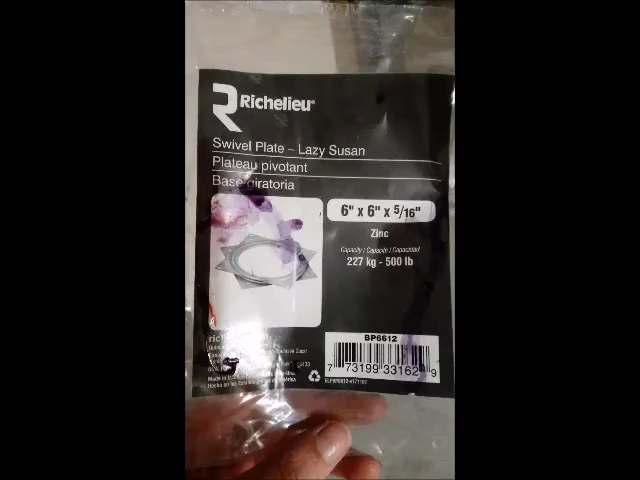 Richelieu
Swivel Plate – Lazy Susan
Plateau pivotant
Base giratoria
6" x 6" x 5/16"
Zinc
Capacity / Capacité / Capacidad
227 kg - 500 lb
BP6612
7 73199 33162 9